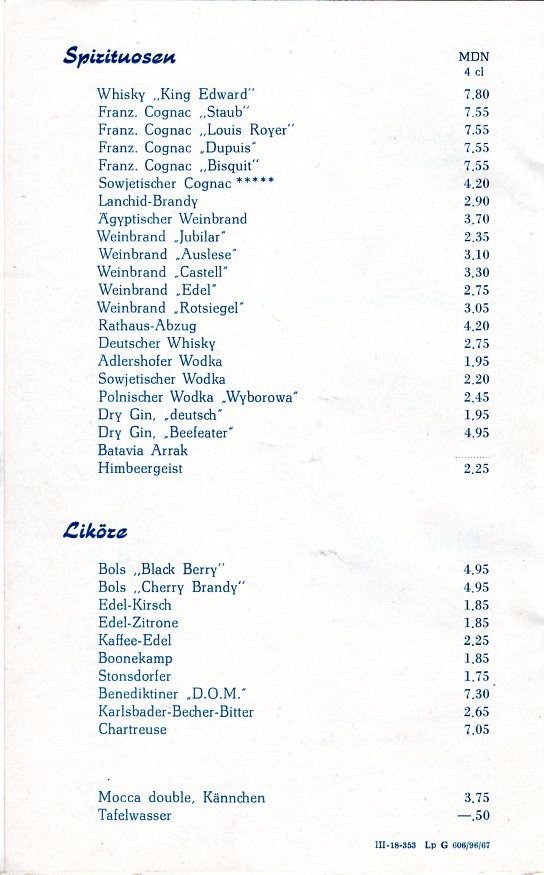 Spirituosen MDN
4 cl
Whisky „King Edward" 7.80
Franz. Cognac „Staub" 7.55
Franz. Cognac „Louis Royer" 7.55
Franz. Cognac „Dupuis" 7.55
Franz. Cognac „Bisquit" 7.55
Sowjetischer Cognac ***** 4.20
Lanchid-Brandy 2.90
Ägyptischer Weinbrand 3.70
Weinbrand „Jubilar" 2.35
Weinbrand „Auslese" 3.10
Weinbrand „Castell" 3.30
Weinbrand „Edel" 2.75
Weinbrand „Rotsiegel" 3.05
Rathaus-Abzug 4.20
Deutscher Whisky 2.75
Adlershofer Wodka 1.95
Sowjetischer Wodka 2.20
Polnischer Wodka „Wyborowa" 2.45
Dry Gin, „deutsch" 1.95
Dry Gin, „Beefeater" 4.95
Batavia Arrak ..........
Himbeergeist 2.25
Liköre
Bols „Black Berry" 4.95
Bols „Cherry Brandy" 4.95
Edel-Kirsch 1.85
Edel-Zitrone 1.85
Kaffee-Edel 2.25
Boonekamp 1.85
Stonsdorfer 1.75
Benediktiner „D.O.M." 7.30
Karlsbader-Becher-Bitter 2.65
Chartreuse 7.05
Mocca double, Kännchen 3.75
Tafelwasser —.50
III-18-353 Lp G 606/96/67